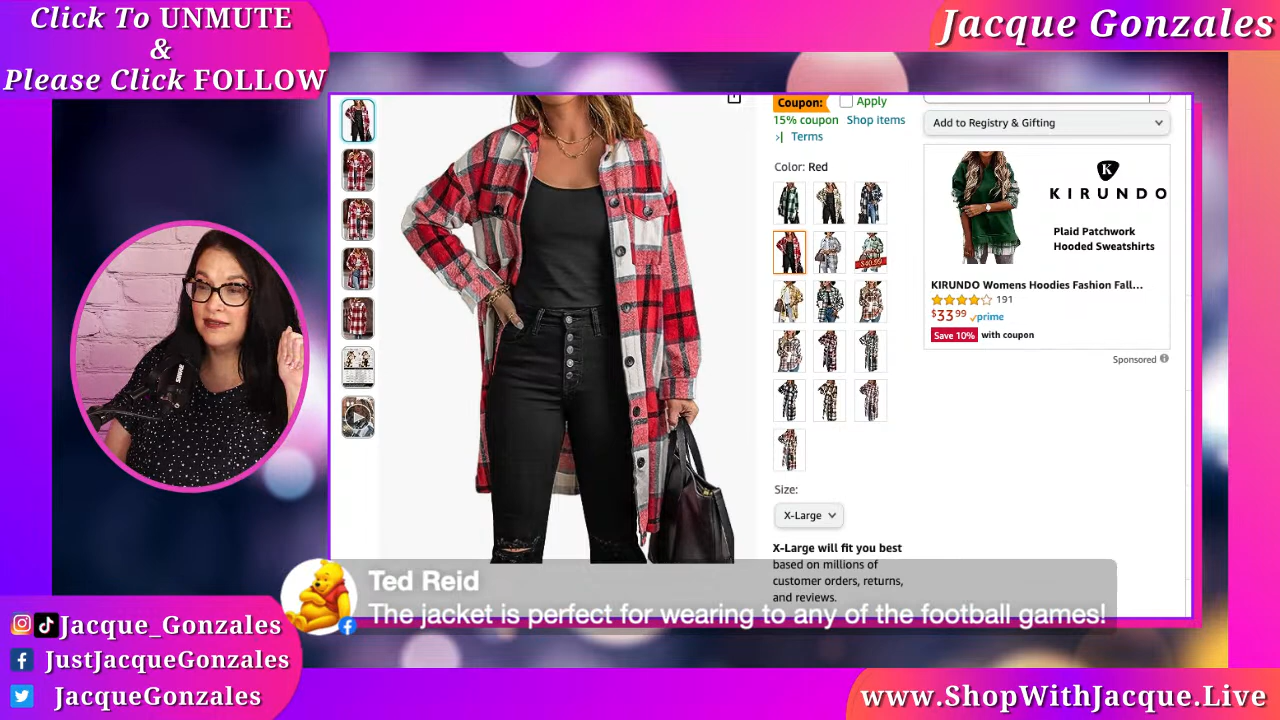 Click To UNMUTE
&
Please Click FOLLOW
Jacque Gonzales
Coupon:
Apply
15% coupon Shop items
>| Terms
Color: Red
$40.99
Size:
X-Large
X-Large will fit you best
based on millions of
customer orders, returns,
and reviews.
Add to Registry & Gifting
K
KIRUNDO
Plaid Patchwork
Hooded Sweatshirts
KIRUNDO Womens Hoodies Fashion Fall...
191
$33 99 prime
Save 10% with coupon
Sponsored
Ted Reid
The jacket is perfect for wearing to any of the football games!
Jacque_Gonzales
JustJacqueGonzales
JacqueGonzales
www.ShopWithJacque.Live